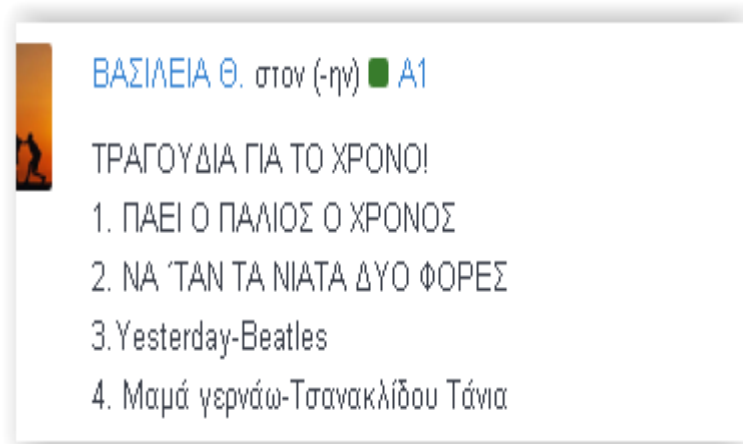 ΒΑΣΙΛΕΙΑ Θ. στον (-ην) Α1
ΤΡΑΓΟΥΔΙΑ ΓΙΑ ΤΟ ΧΡΟΝΟ!
1. ΠΑΕΙ Ο ΠΑΛΙΟΣ Ο ΧΡΟΝΟΣ
2. ΝΑ ΄ΤΑΝ ΤΑ ΝΙΑΤΑ ΔΥΟ ΦΟΡΕΣ
3.Yesterday-Beatles
4. Μαμά γερνάω-Τσανακλίδου Τάνια